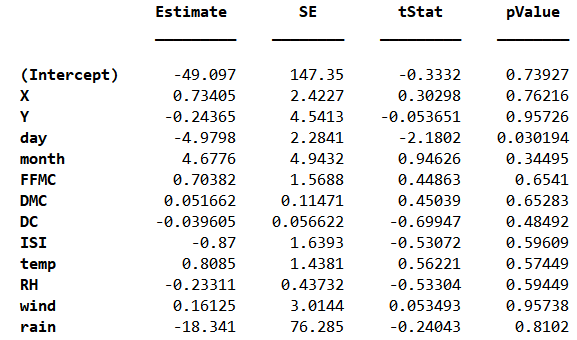 Estimate SE tStat pValue
(Intercept) -49.097 147.35 -0.3332 0.73927
X 0.73405 2.4227 0.30298 0.76216
Y -0.24365 4.5413 -0.053651 0.95726
day -4.9798 2.2841 -2.1802 0.030194
month 4.6776 4.9432 0.94626 0.34495
FFMC 0.70382 1.5688 0.44863 0.6541
DMC 0.051662 0.11471 0.45039 0.65283
DC -0.039605 0.056622 -0.69947 0.48492
ISI -0.87 1.6393 -0.53072 0.59609
temp 0.8085 1.4381 0.56221 0.57449
RH -0.23311 0.43732 -0.53304 0.59449
wind 0.16125 3.0144 0.053493 0.95738
rain -18.341 76.285 -0.24043 0.8102